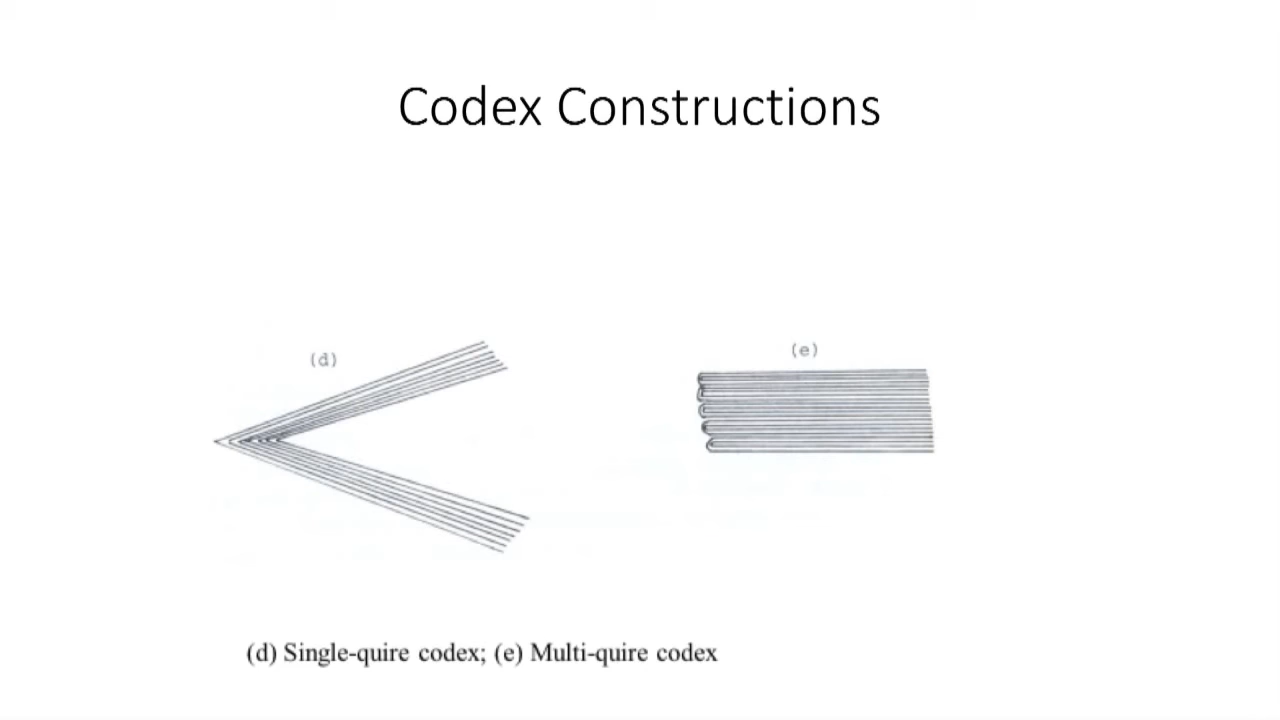 Codex Constructions
(d)
(e)
(d) Single-quire codex; (e) Multi-quire codex